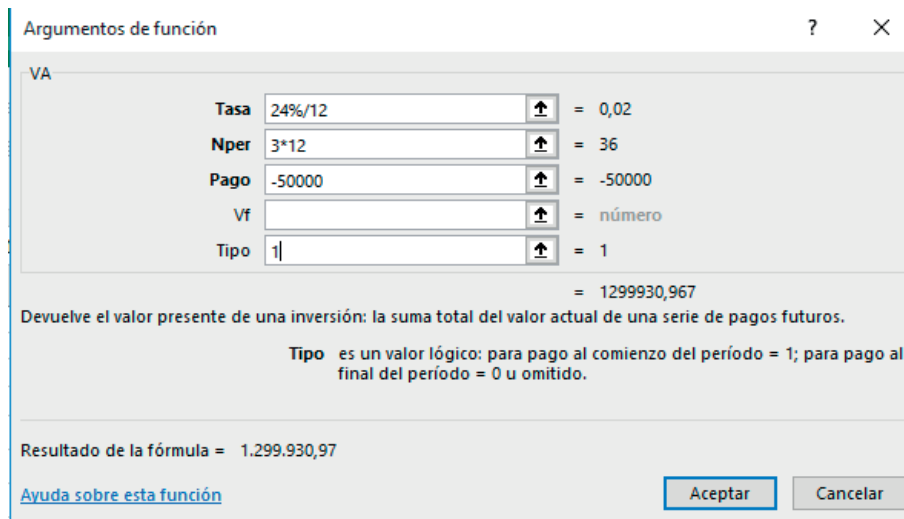 Argumentos de función ?
VA
Tasa 24%/12 = 0,02
Nper 3*12 = 36
Pago -50000 = -50000
Vf = número
Tipo 1 = 1
= 1299930,967
Devuelve el valor presente de una inversión: la suma total del valor actual de una serie de pagos futuros.
Tipo es un valor lógico: para pago al comienzo del período = 1; para pago al
final del período = 0 u omitido.
Resultado de la fórmula = 1.299.930,97
Ayuda sobre esta función Aceptar Cancelar